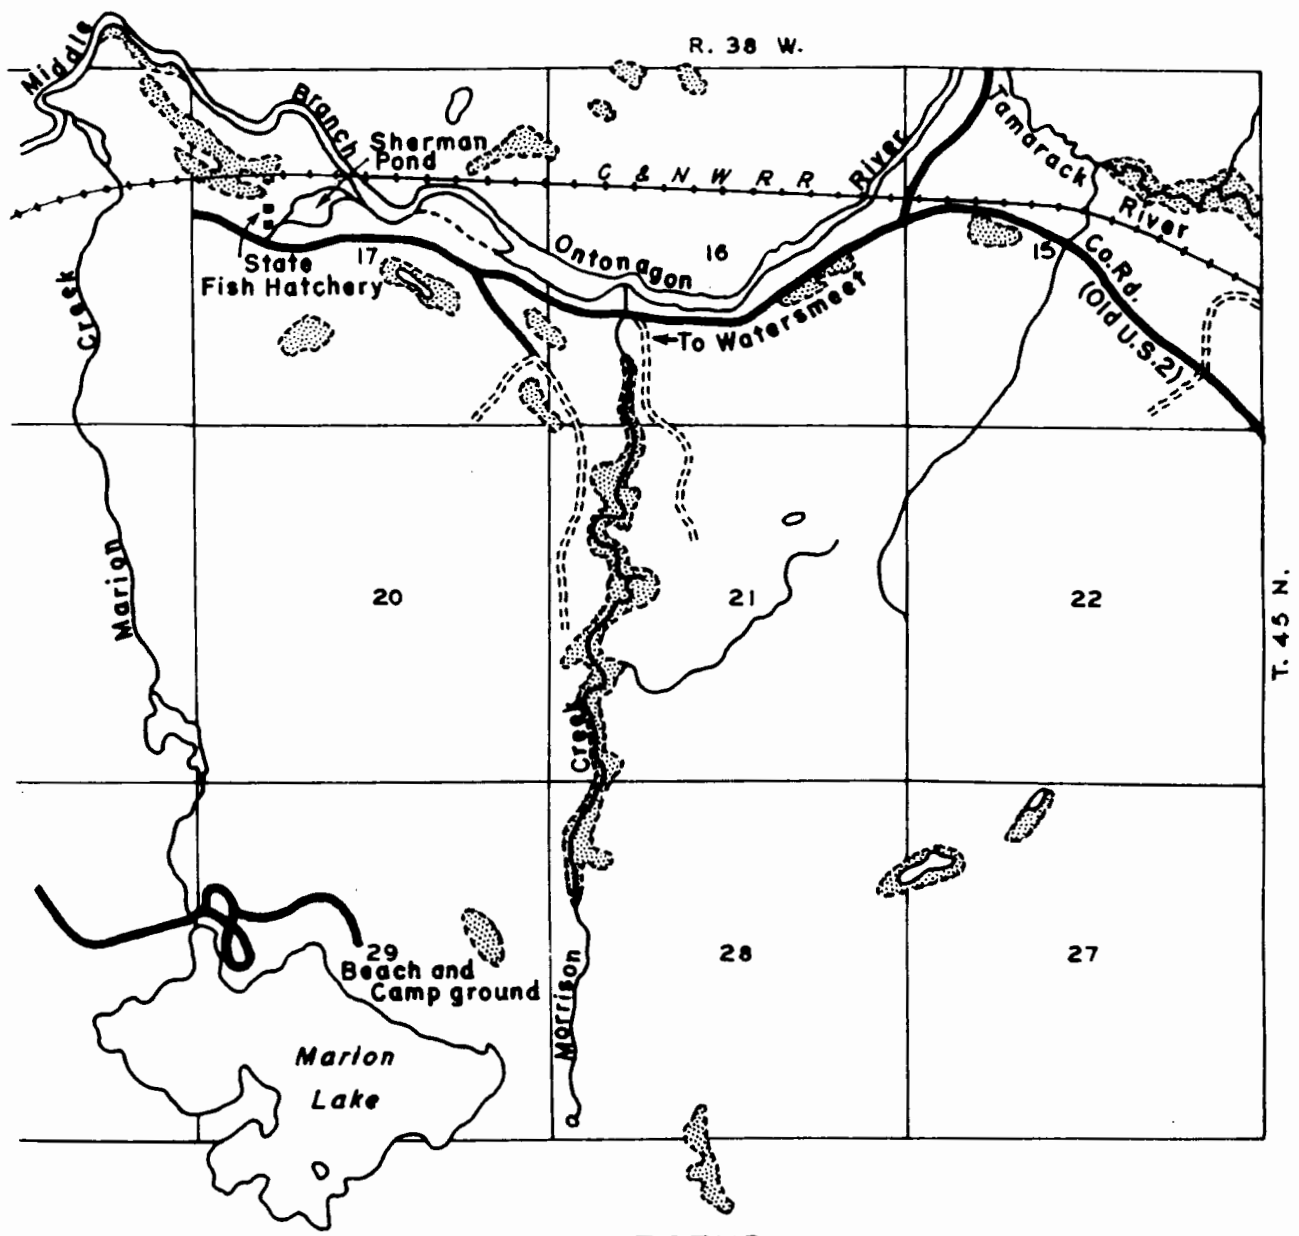 R. 38 W.
Middle
Branch
Sherman
Pond
C & N W R R
River
Tamarack
River
Ontonagon
16
15
17
State
Fish Hatchery
Co. Rd.
(Old U.S. 2)
To Watersmeet
Creek
Marion
20
21
22
T. 45 N.
Creek
Morrison
29
28
27
Beach and
Camp ground
Marion
Lake